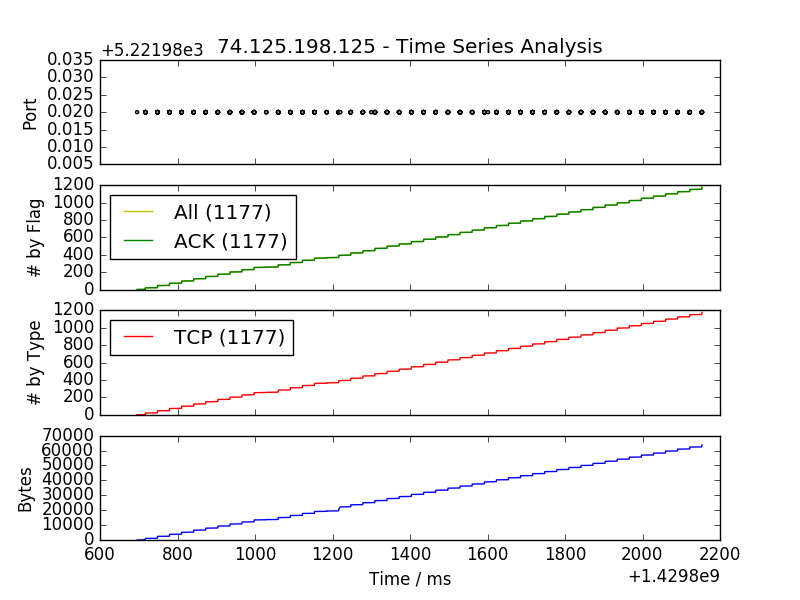 +5.22198e3 74.125.198.125 - Time Series Analysis
0.035
0.030
0.025
0.020
0.015
0.010
0.005
Port
1200
1000
800
600
400
200
0
# by Flag
All (1177)
ACK (1177)
1200
1000
800
600
400
200
0
# by Type
TCP (1177)
70000
60000
50000
40000
30000
20000
10000
0
Bytes
600 800 1000 1200 1400 1600 1800 2000 2200
Time / ms
+1.4298e9